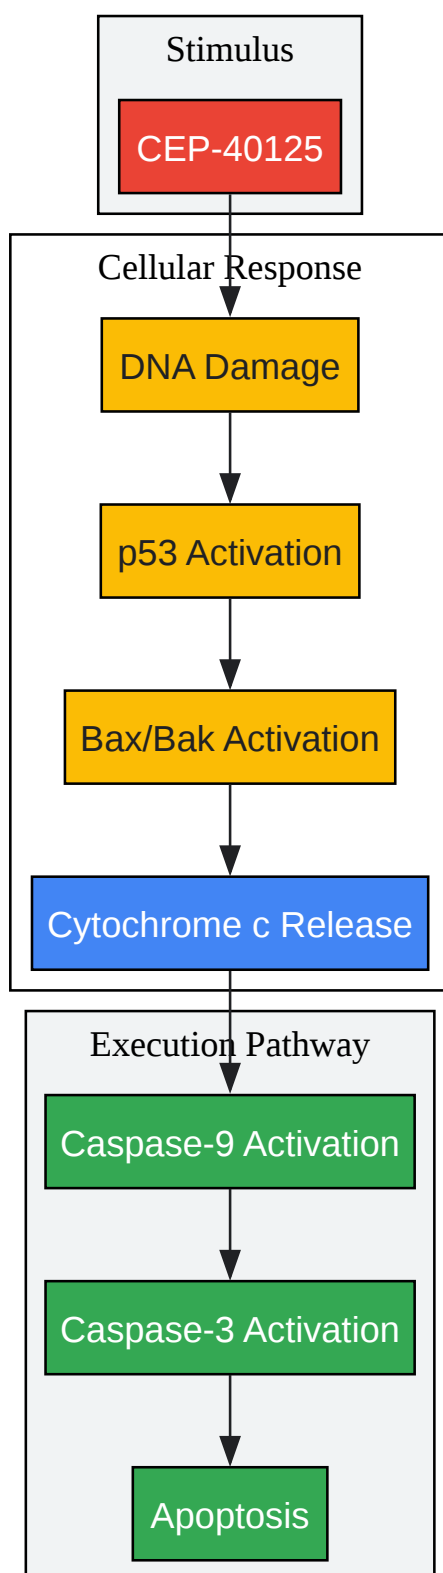 Stimulus
CEP-40125
Cellular Response
DNA Damage
p53 Activation
Bax/Bak Activation
Cytochrome c Release
Execution Pathway
Caspase-9 Activation
Caspase-3 Activation
Apoptosis